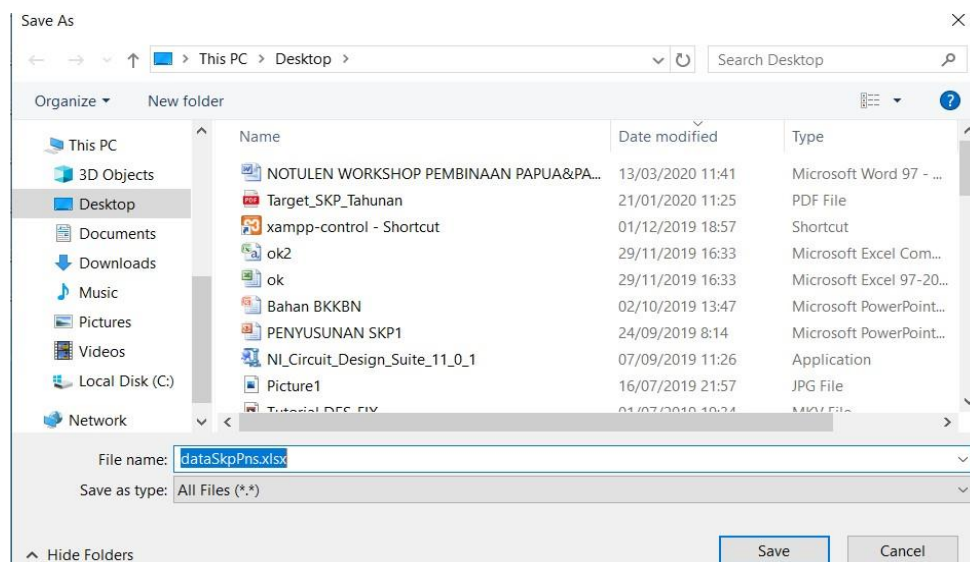 Save As
This PC > Desktop >
Search Desktop
Organize
New folder
?
This PC
3D Objects
Desktop
Documents
Downloads
Music
Pictures
Videos
Local Disk (C:)
Network
Name Date modified Type
NOTULEN WORKSHOP PEMBINAAN PAPUA&PA... 13/03/2020 11:41 Microsoft Word 97 - ...
Target_SKP_Tahunan 21/01/2020 11:25 PDF File
xampp-control - Shortcut 01/12/2019 18:57 Shortcut
ok2 29/11/2019 16:33 Microsoft Excel Com...
ok 29/11/2019 16:33 Microsoft Excel 97-20...
Bahan BKKBN 02/10/2019 13:47 Microsoft PowerPoint...
PENYUSUNAN SKP1 24/09/2019 8:14 Microsoft PowerPoint...
NI_Circuit_Design_Suite_11_0_1 07/09/2019 11:26 Application
Picture1 16/07/2019 21:57 JPG File
File name: dataSkpPns.xlsx
Save as type: All Files (*.*)
Hide Folders
Save
Cancel